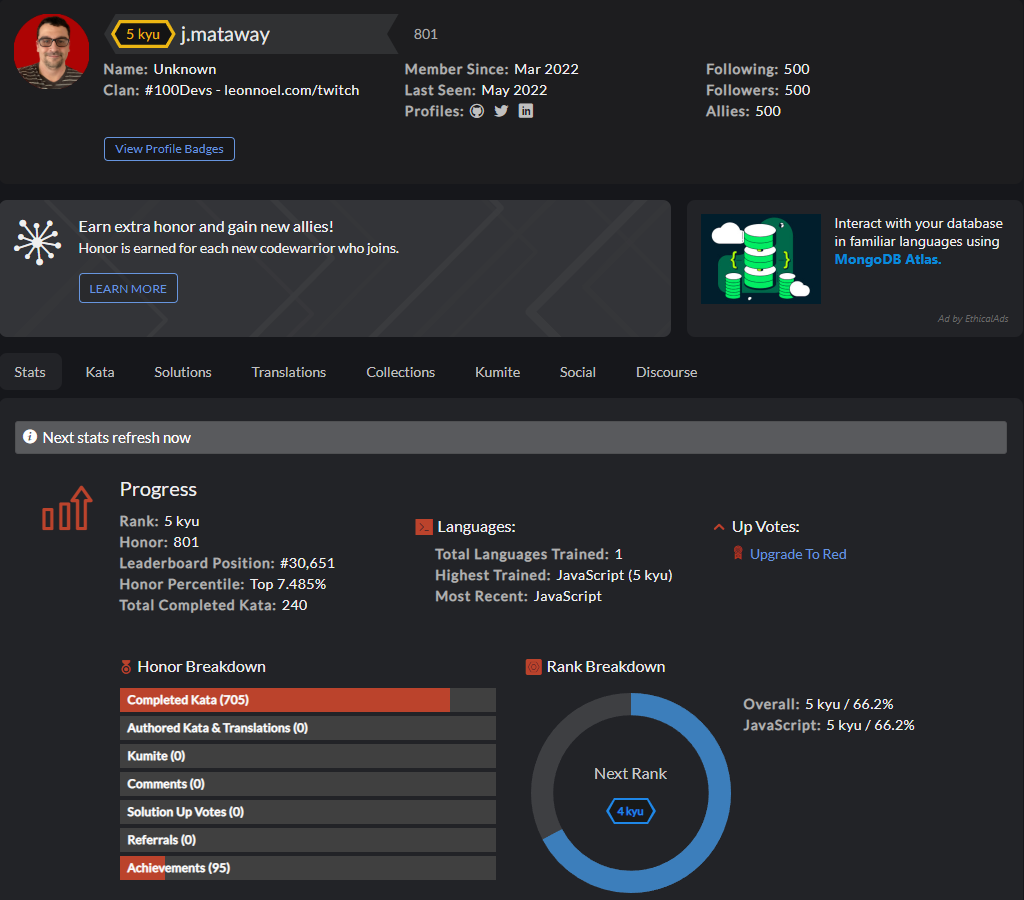 5 kyu j.mataway 801
Name: Unknown
Clan: #100Devs - leonnoel.com/twitch
Member Since: Mar 2022
Last Seen: May 2022
Profiles:
Following: 500
Followers: 500
Allies: 500
View Profile Badges
Earn extra honor and gain new allies!
Honor is earned for each new codewarrior who joins.
LEARN MORE
Interact with your database
in familiar languages using
MongoDB Atlas.
Ad by EthicalAds
Stats Kata Solutions Translations Collections Kumite Social Discourse
Next stats refresh now
Progress
Rank: 5 kyu
Honor: 801
Leaderboard Position: #30,651
Honor Percentile: Top 7.485%
Total Completed Kata: 240
Languages:
Total Languages Trained: 1
Highest Trained: JavaScript (5 kyu)
Most Recent: JavaScript
Up Votes:
Upgrade To Red
Honor Breakdown
Completed Kata (705)
Authored Kata & Translations (0)
Kumite (0)
Comments (0)
Solution Up Votes (0)
Referrals (0)
Achievements (95)
Rank Breakdown
Next Rank
4 kyu
Overall: 5 kyu / 66.2%
JavaScript: 5 kyu / 66.2%